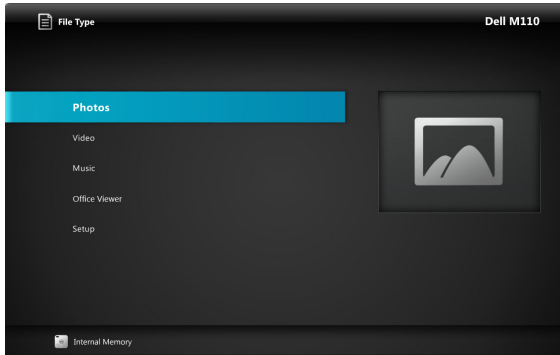 File Type
Dell M110
Photos
Video
Music
Office Viewer
Setup
Internal Memory